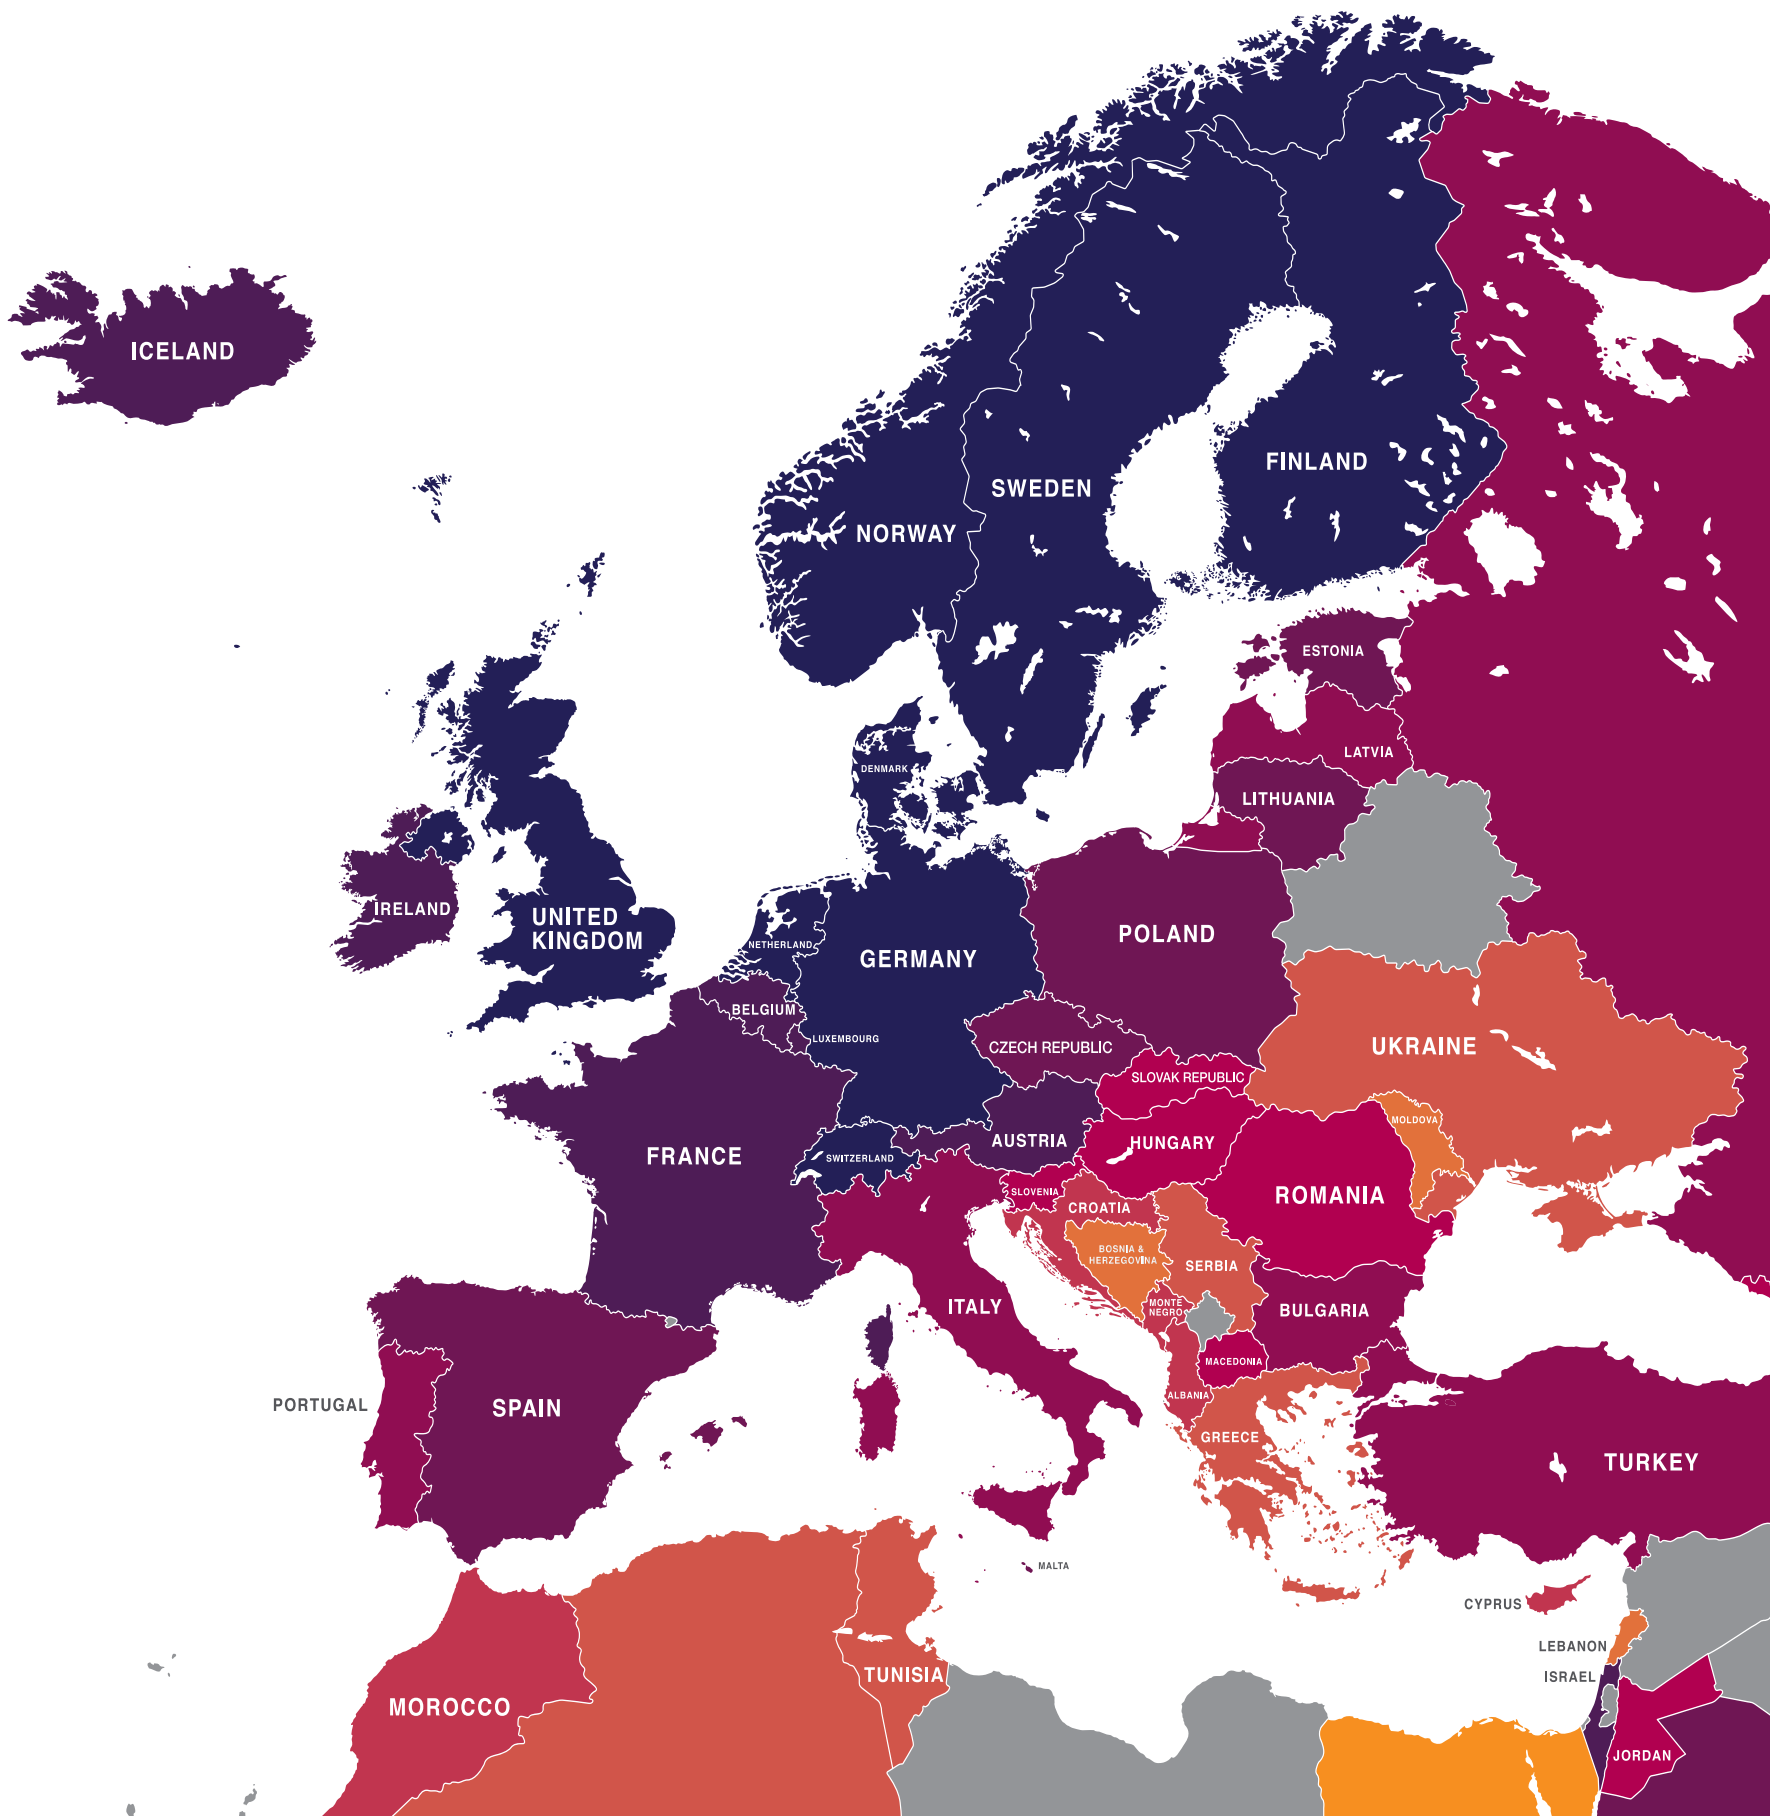 ICELAND
FINLAND
SWEDEN
NORWAY
ESTONIA
LATVIA
DENMARK
LITHUANIA
IRELAND
UNITED
KINGDOM
POLAND
NETHERLAND
GERMANY
BELGIUM
LUXEMBOURG
CZECH REPUBLIC
UKRAINE
SLOVAK REPUBLIC
MOLDOVA
AUSTRIA
HUNGARY
FRANCE
SWITZERLAND
SLOVENIA
ROMANIA
CROATIA
BOSNIA &
HERZEGOVINA
SERBIA
ITALY
MONTE
NEGRO
BULGARIA
MACEDONIA
ALBANIA
PORTUGAL
SPAIN
GREECE
TURKEY
MALTA
CYPRUS
LEBANON
TUNISIA
ISRAEL
MOROCCO
JORDAN